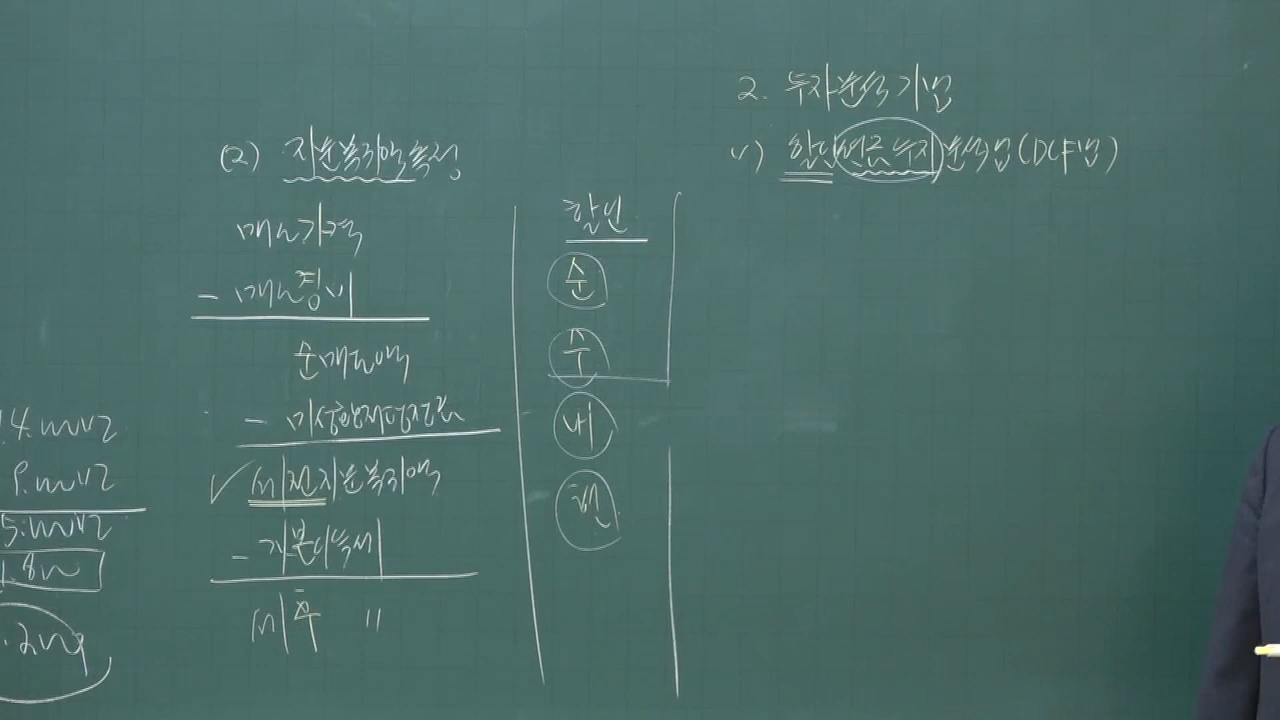 (2) 지분복귀액측정
매도가격
- 매도경비
순매도액
- 미상환저당잔금
✓ 세전지분복귀액
- 자본이득세
세후 〃
할인
순
수
내
현
2. 투자분석기법
1) 할인현금수지분석법(DCF법)